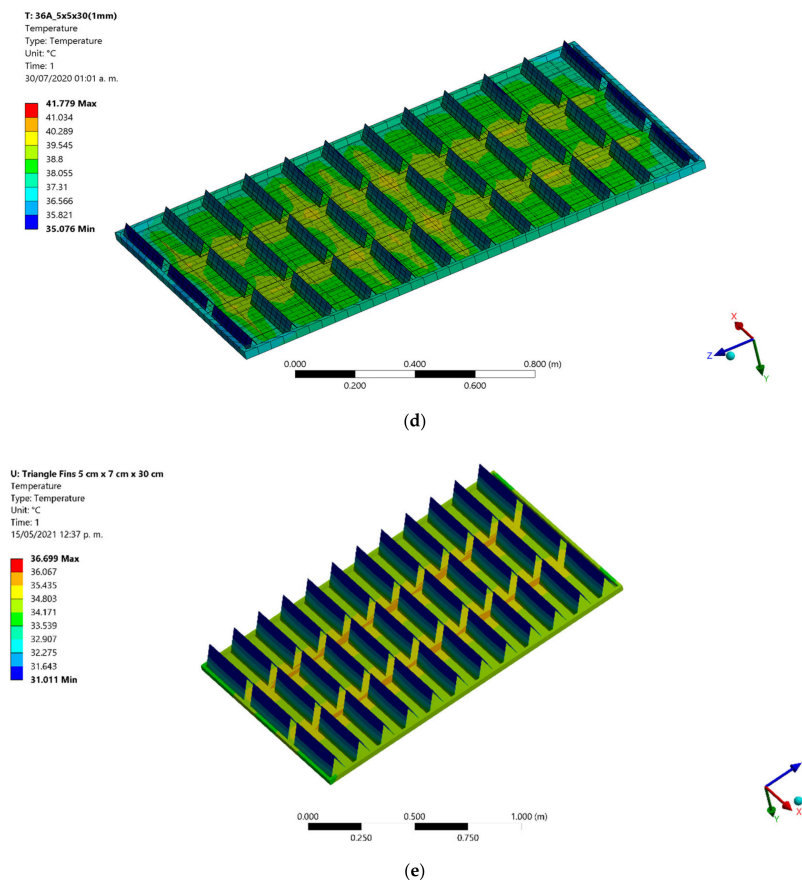 T: 36A_5x5x30(1mm)
Temperature
Type: Temperature
Unit: °C
Time: 1
30/07/2020 01:01 a. m.
41.779 Max
41.034
40.289
39.545
38.8
38.055
37.31
36.566
35.821
35.076 Min
X
Z
Y
0.000 0.400 0.800 (m)
0.200 0.600
(d)
U: Triangle Fins 5 cm x 7 cm x 30 cm
Temperature
Type: Temperature
Unit: °C
Time: 1
15/05/2021 12:37 p. m.
36.699 Max
36.067
35.435
34.803
34.171
33.539
32.907
32.275
31.643
31.011 Min
X
Y
0.000 0.500 1.000 (m)
0.250 0.750
(e)